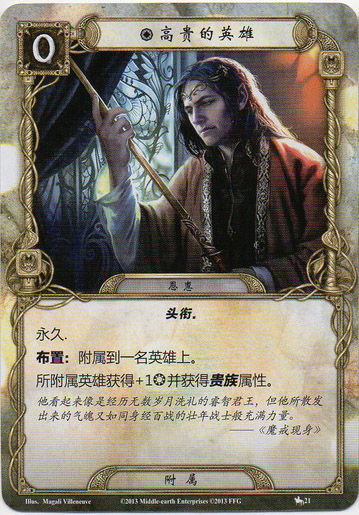 0
高貴的英雄
恩惠
头衔.
永久.
布置: 附属到一名英雄上。
所附属英雄获得+1并获得贵族属性。
他看起来像是经历无数岁月洗礼的睿智君王，但他所散发
出来的气魄又如同身经百战的壮年战士般充满力量。
——《魔戒现身》
附属
Illus. Magali Villeneuve
©2013 Middle-earth Enterprises ©2013 FFG
21